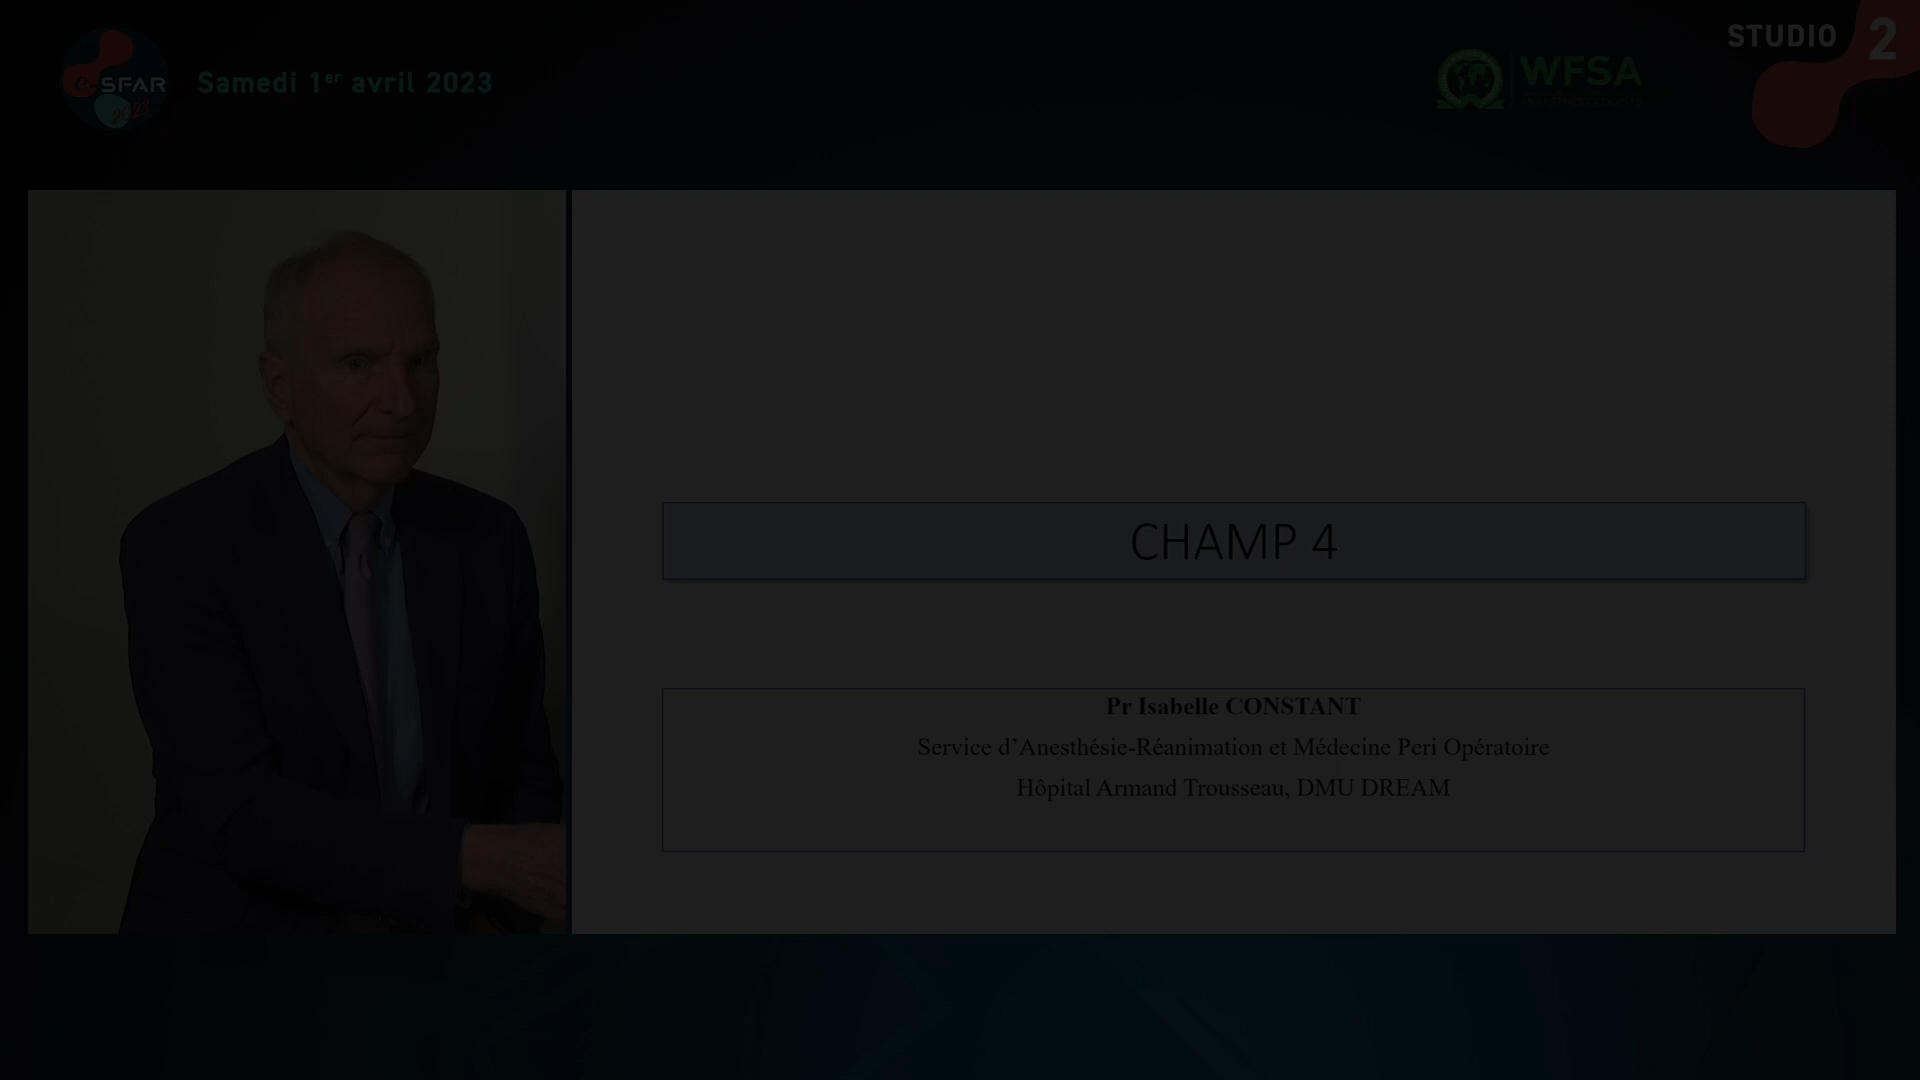 STUDIO 2
e-SFAR
2023
Samedi 1er avril 2023
WFSA
CHAMP 4
Pr Isabelle CONSTANT
Service d’Anesthésie-Réanimation et Médecine Peri Opératoire
Hôpital Armand Trousseau, DMU DREAM